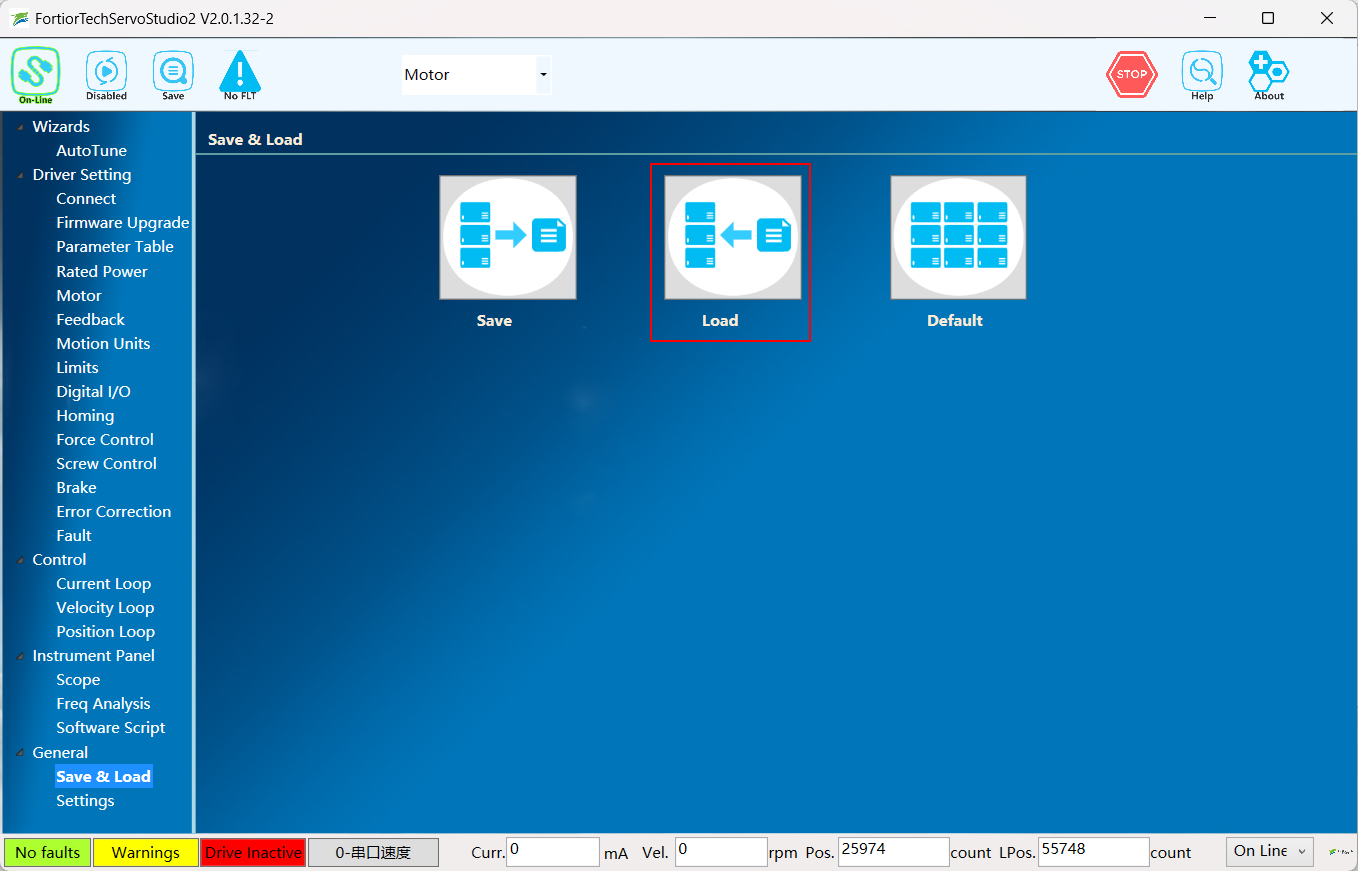 FortiorTechServoStudio2 V2.0.1.32-2
On-Line
Disabled
Save
No FLT
Motor
STOP
Help
About
Wizards
AutoTune
Driver Setting
Connect
Firmware Upgrade
Parameter Table
Rated Power
Motor
Feedback
Motion Units
Limits
Digital I/O
Homing
Force Control
Screw Control
Brake
Error Correction
Fault
Control
Current Loop
Velocity Loop
Position Loop
Instrument Panel
Scope
Freq Analysis
Software Script
General
Save & Load
Settings
Save & Load
Save
Load
Default
No faults
Warnings
Drive Inactive
0-串口速度
Curr. 0 mA
Vel. 0 rpm
Pos. 25974 count
LPos. 55748 count
On Line